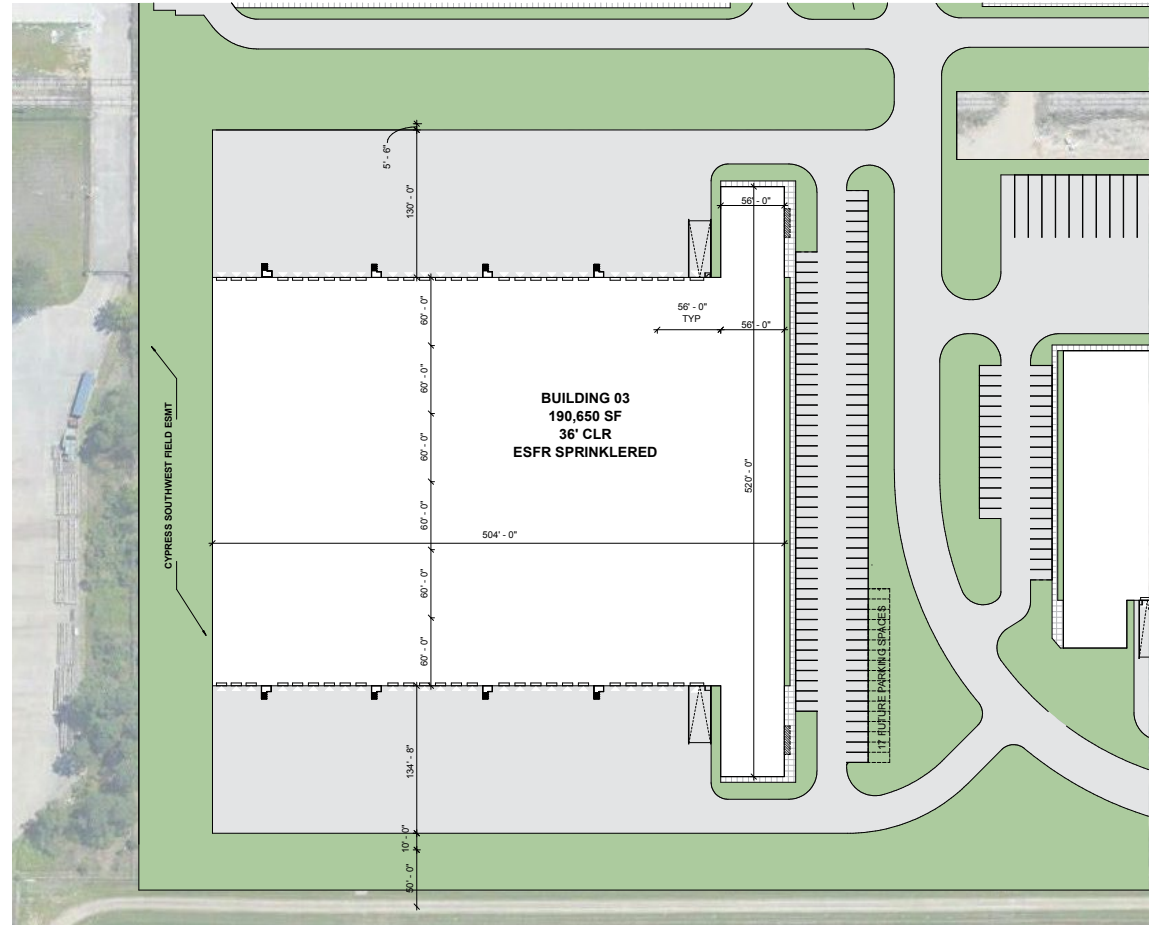 5' - 6"
130' - 0"
56' - 0"
56' - 0"
TYP
56' - 0"
60' - 0"
60' - 0"
60' - 0"
60' - 0"
60' - 0"
60' - 0"
BUILDING 03
190,650 SF
36' CLR
ESFR SPRINKLERED
520' - 0"
504' - 0"
CYPRESS SOUTHWEST FIELD ESMT
17 FUTURE PARKING SPACES
134' - 8"
10' - 0"
50' - 0"